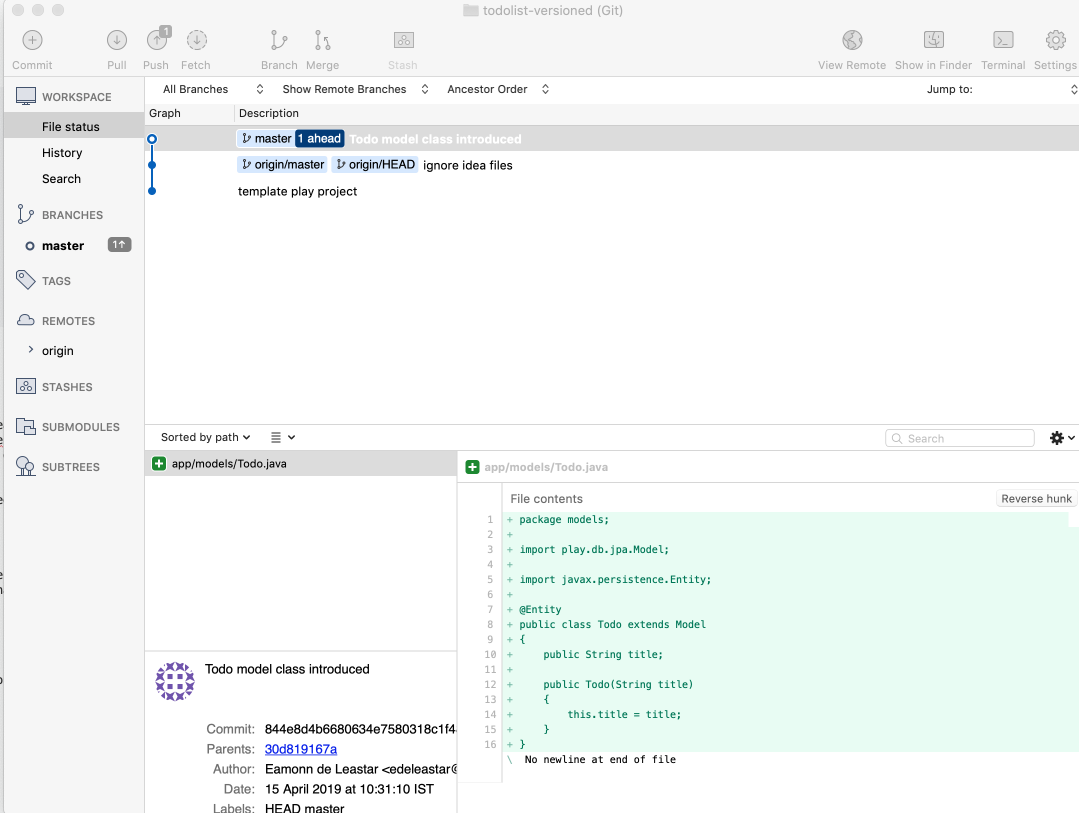 todolist-versioned (Git)
1
Commit Pull Push Fetch Branch Merge Stash View Remote Show in Finder Terminal Settings
WORKSPACE
File status
History
Search
BRANCHES
master 1↑
TAGS
REMOTES
origin
STASHES
SUBMODULES
SUBTREES
All Branches Show Remote Branches Ancestor Order Jump to:
Graph Description
master 1 ahead Todo model class introduced
origin/master origin/HEAD ignore idea files
template play project
Sorted by path Search
app/models/Todo.java
Todo model class introduced
Commit: 844e8d4b6680634e7580318c1f4
Parents: 30d819167a
Author: Eamonn de Leastar <edeleastar@
Date: 15 April 2019 at 10:31:10 IST
Labels: HEAD master
app/models/Todo.java
File contents Reverse hunk
1 + package models;
2 +
3 + import play.db.jpa.Model;
4 +
5 + import javax.persistence.Entity;
6 +
7 + @Entity
8 + public class Todo extends Model
9 + {
10 + public String title;
11 +
12 + public Todo(String title)
13 + {
14 + this.title = title;
15 + }
16 + }
\ No newline at end of file